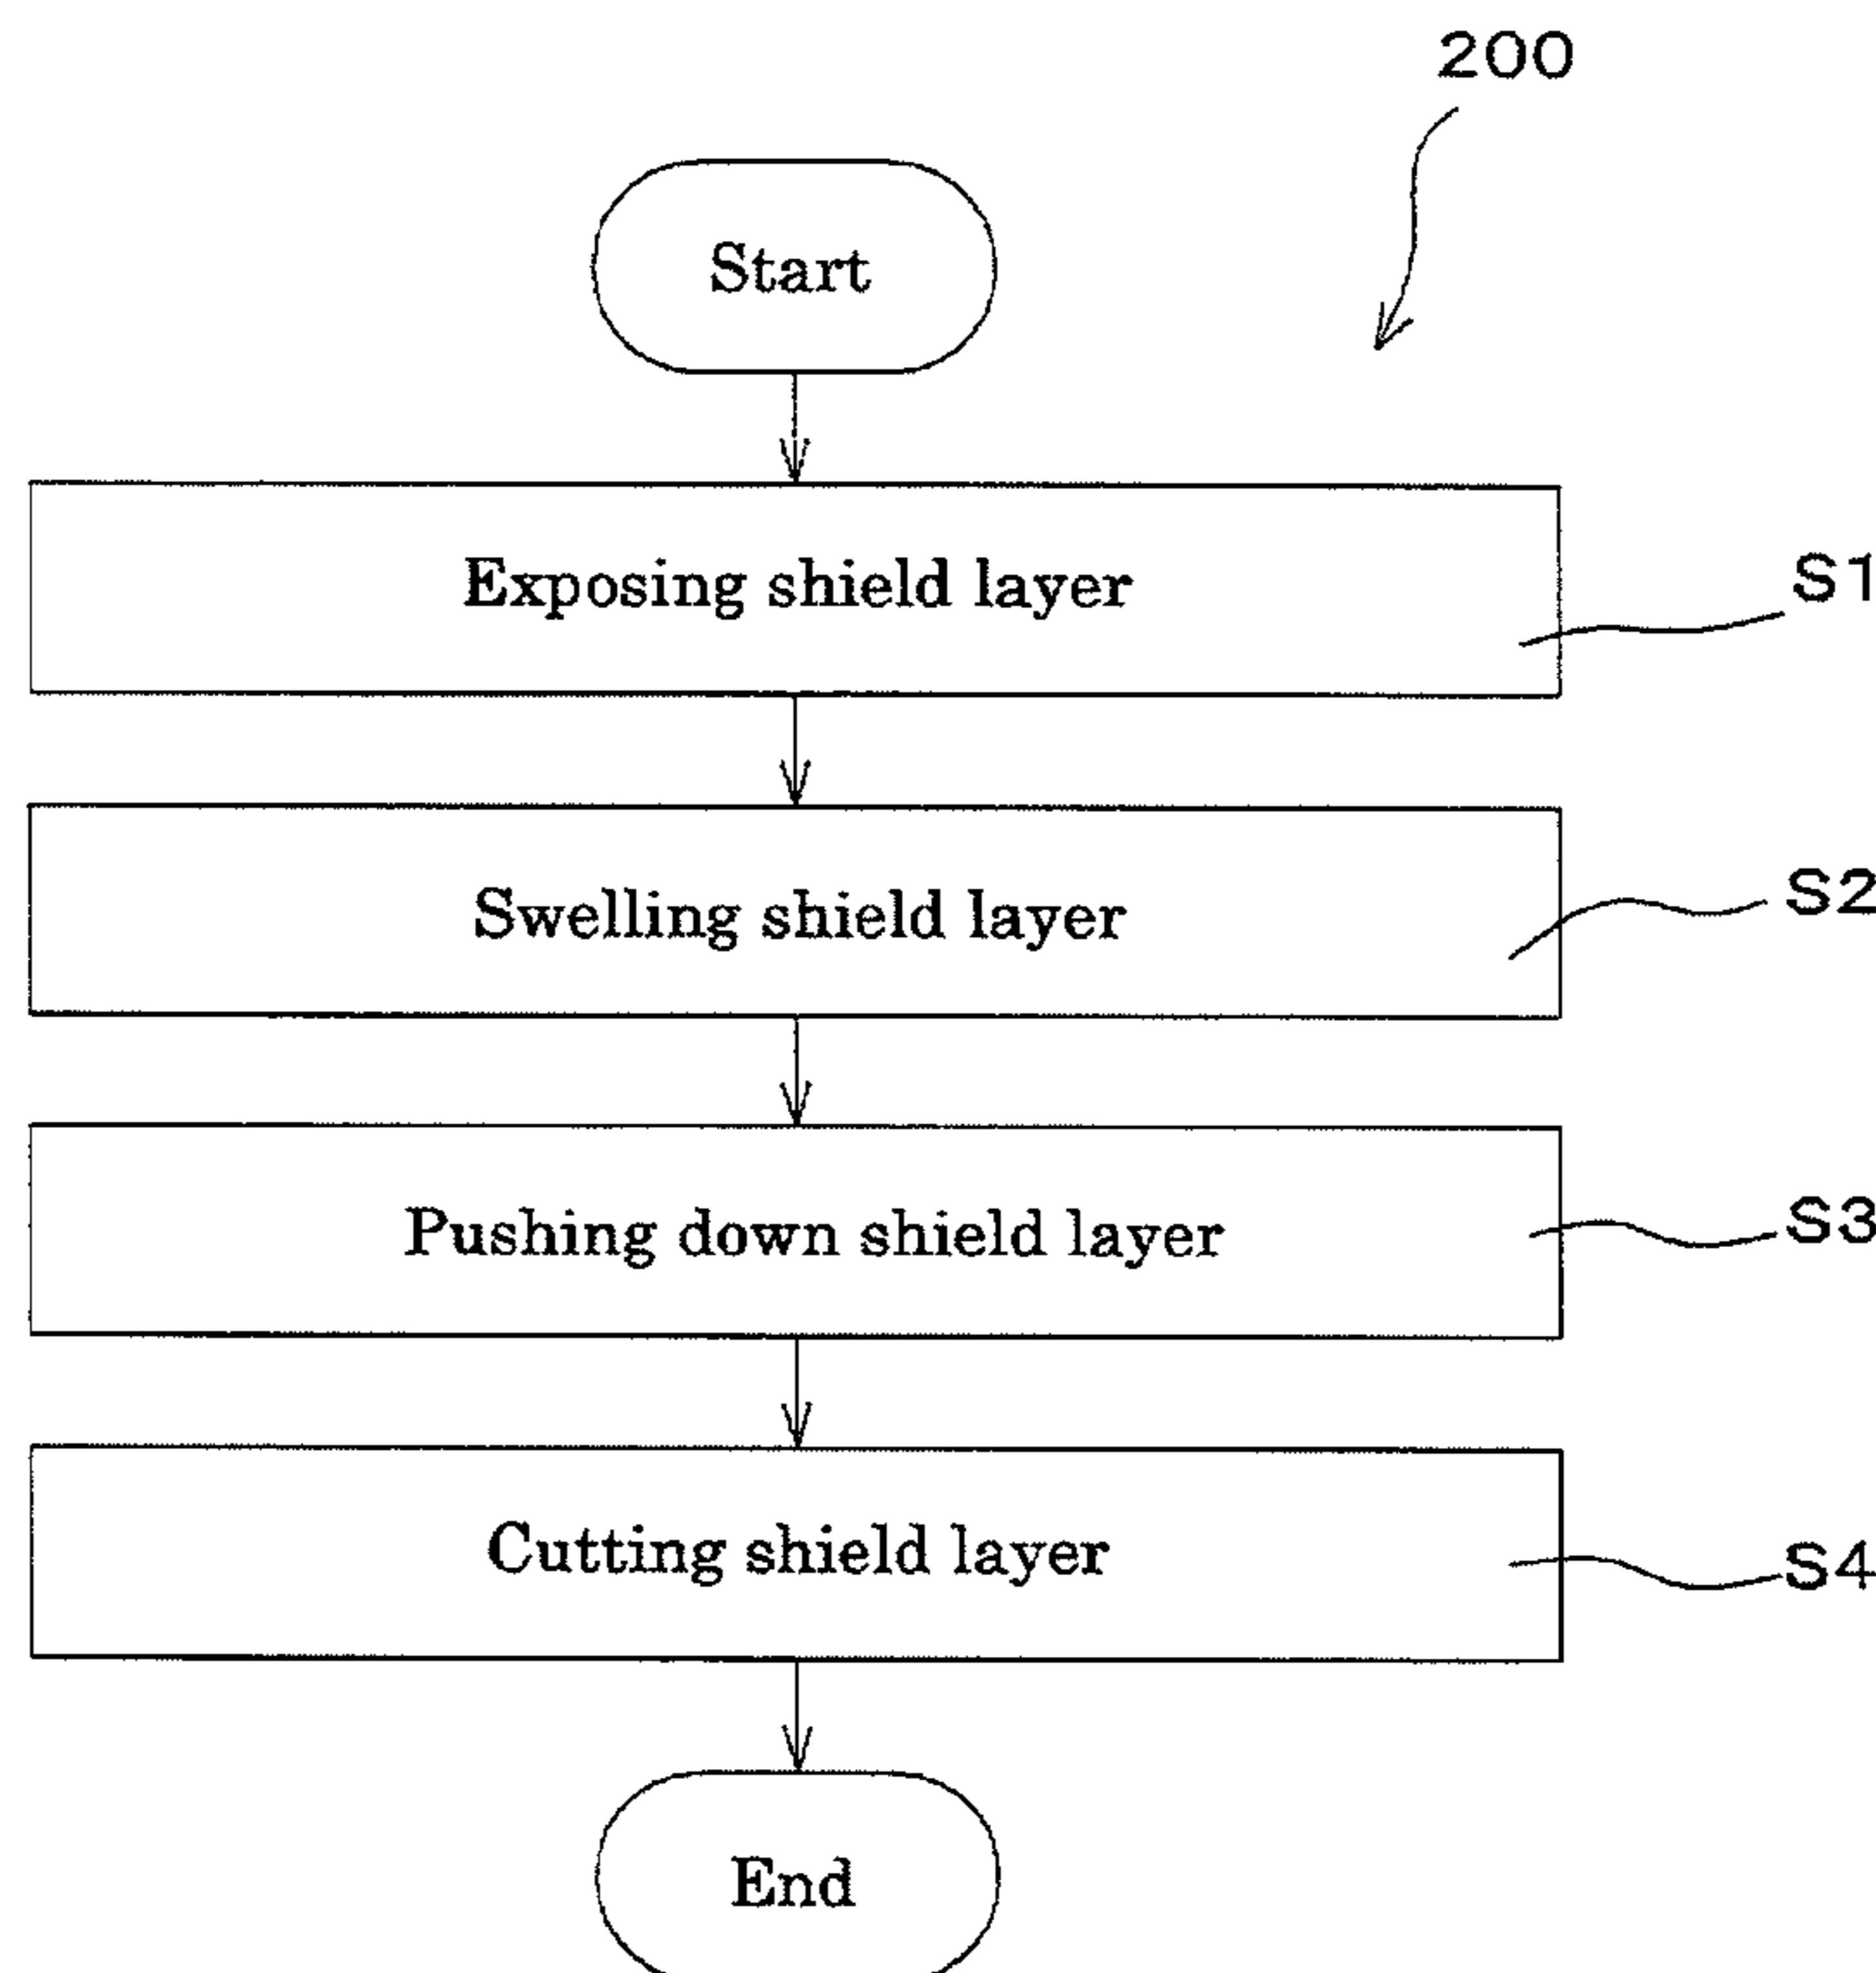 200
Start
Exposing shield layer
S1
Swelling shield layer
S2
Pushing down shield layer
S3
Cutting shield layer
S4
End